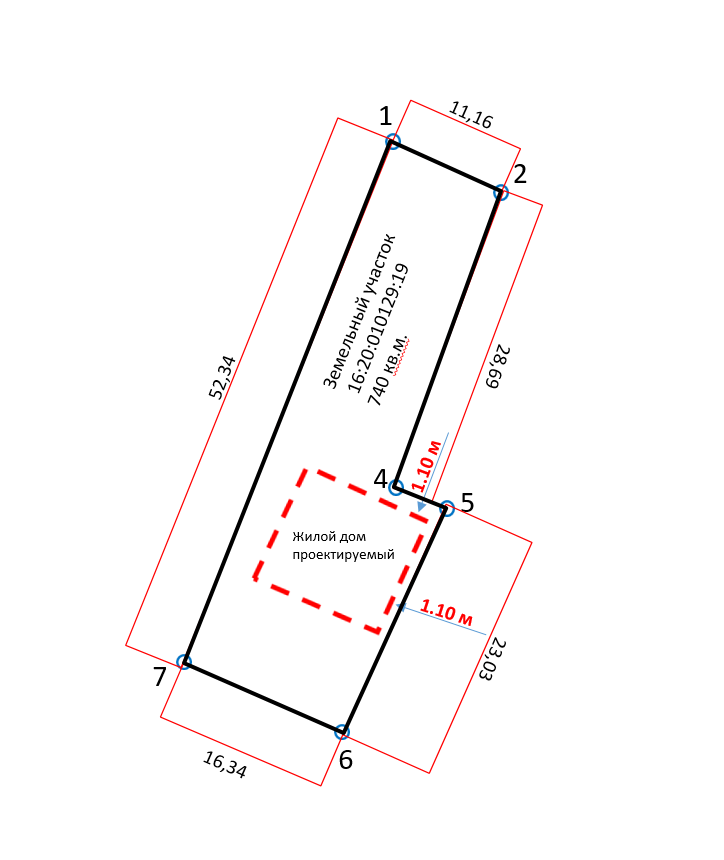 1
11,16
2
Земельный участок
16:20:010129:19
740 кв.м.
52,34
28,69
4
1.10 м
5
Жилой дом
проектируемый
1.10 м
23,03
7
16,34
6